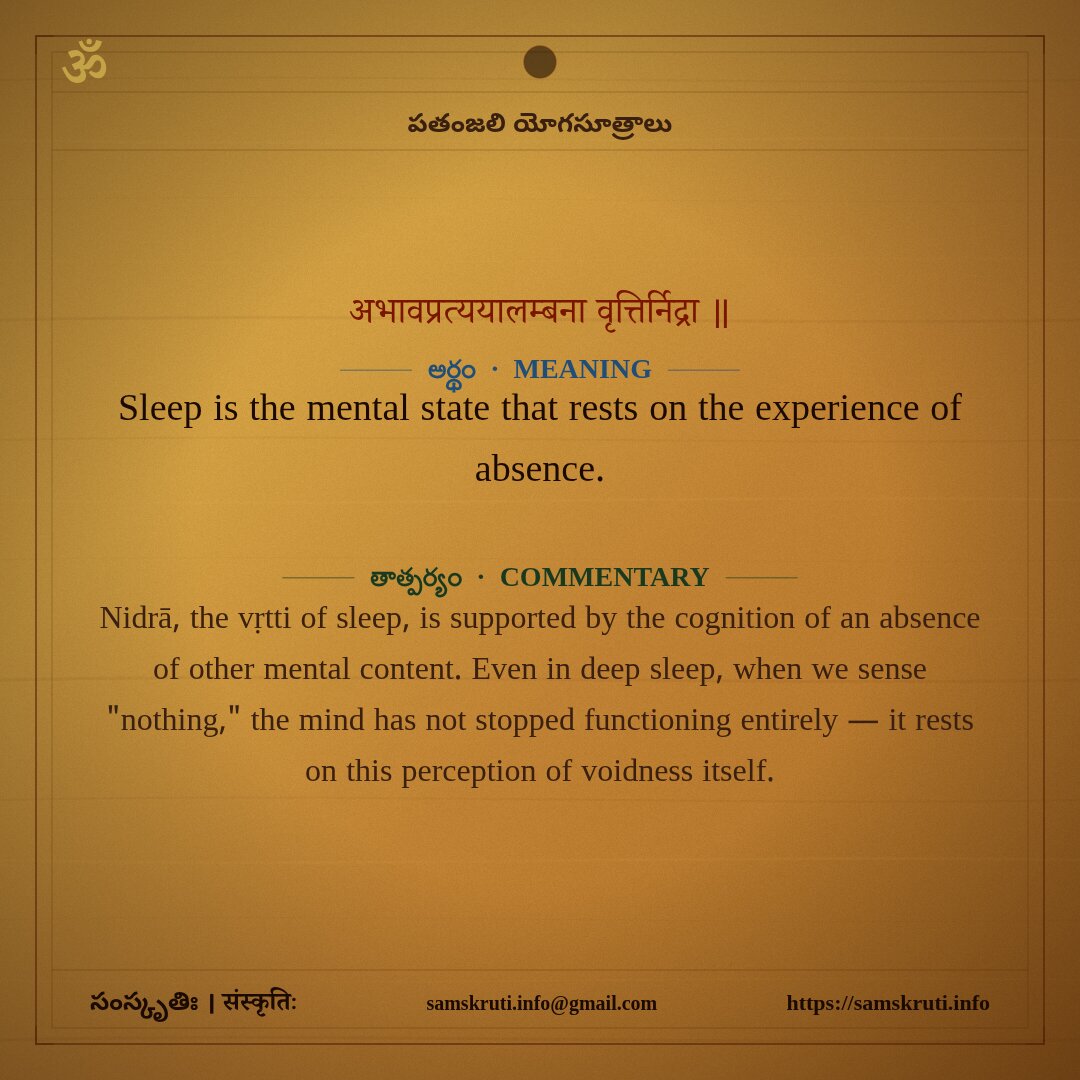 ॐ
పతంజలి యోగసూత్రాలు
अभावप्रत्ययालम्बना वृत्तिर्निद्रा ॥
అర్థం · MEANING
Sleep is the mental state that rests on the experience of
absence.
తాత్పర్యం · COMMENTARY
Nidrā, the vṛtti of sleep, is supported by the cognition of an absence
of other mental content. Even in deep sleep, when we sense
"nothing," the mind has not stopped functioning entirely — it rests
on this perception of voidness itself.
సంస్కృతిః | संस्कृतिः samskruti.info@gmail.com https://samskruti.info